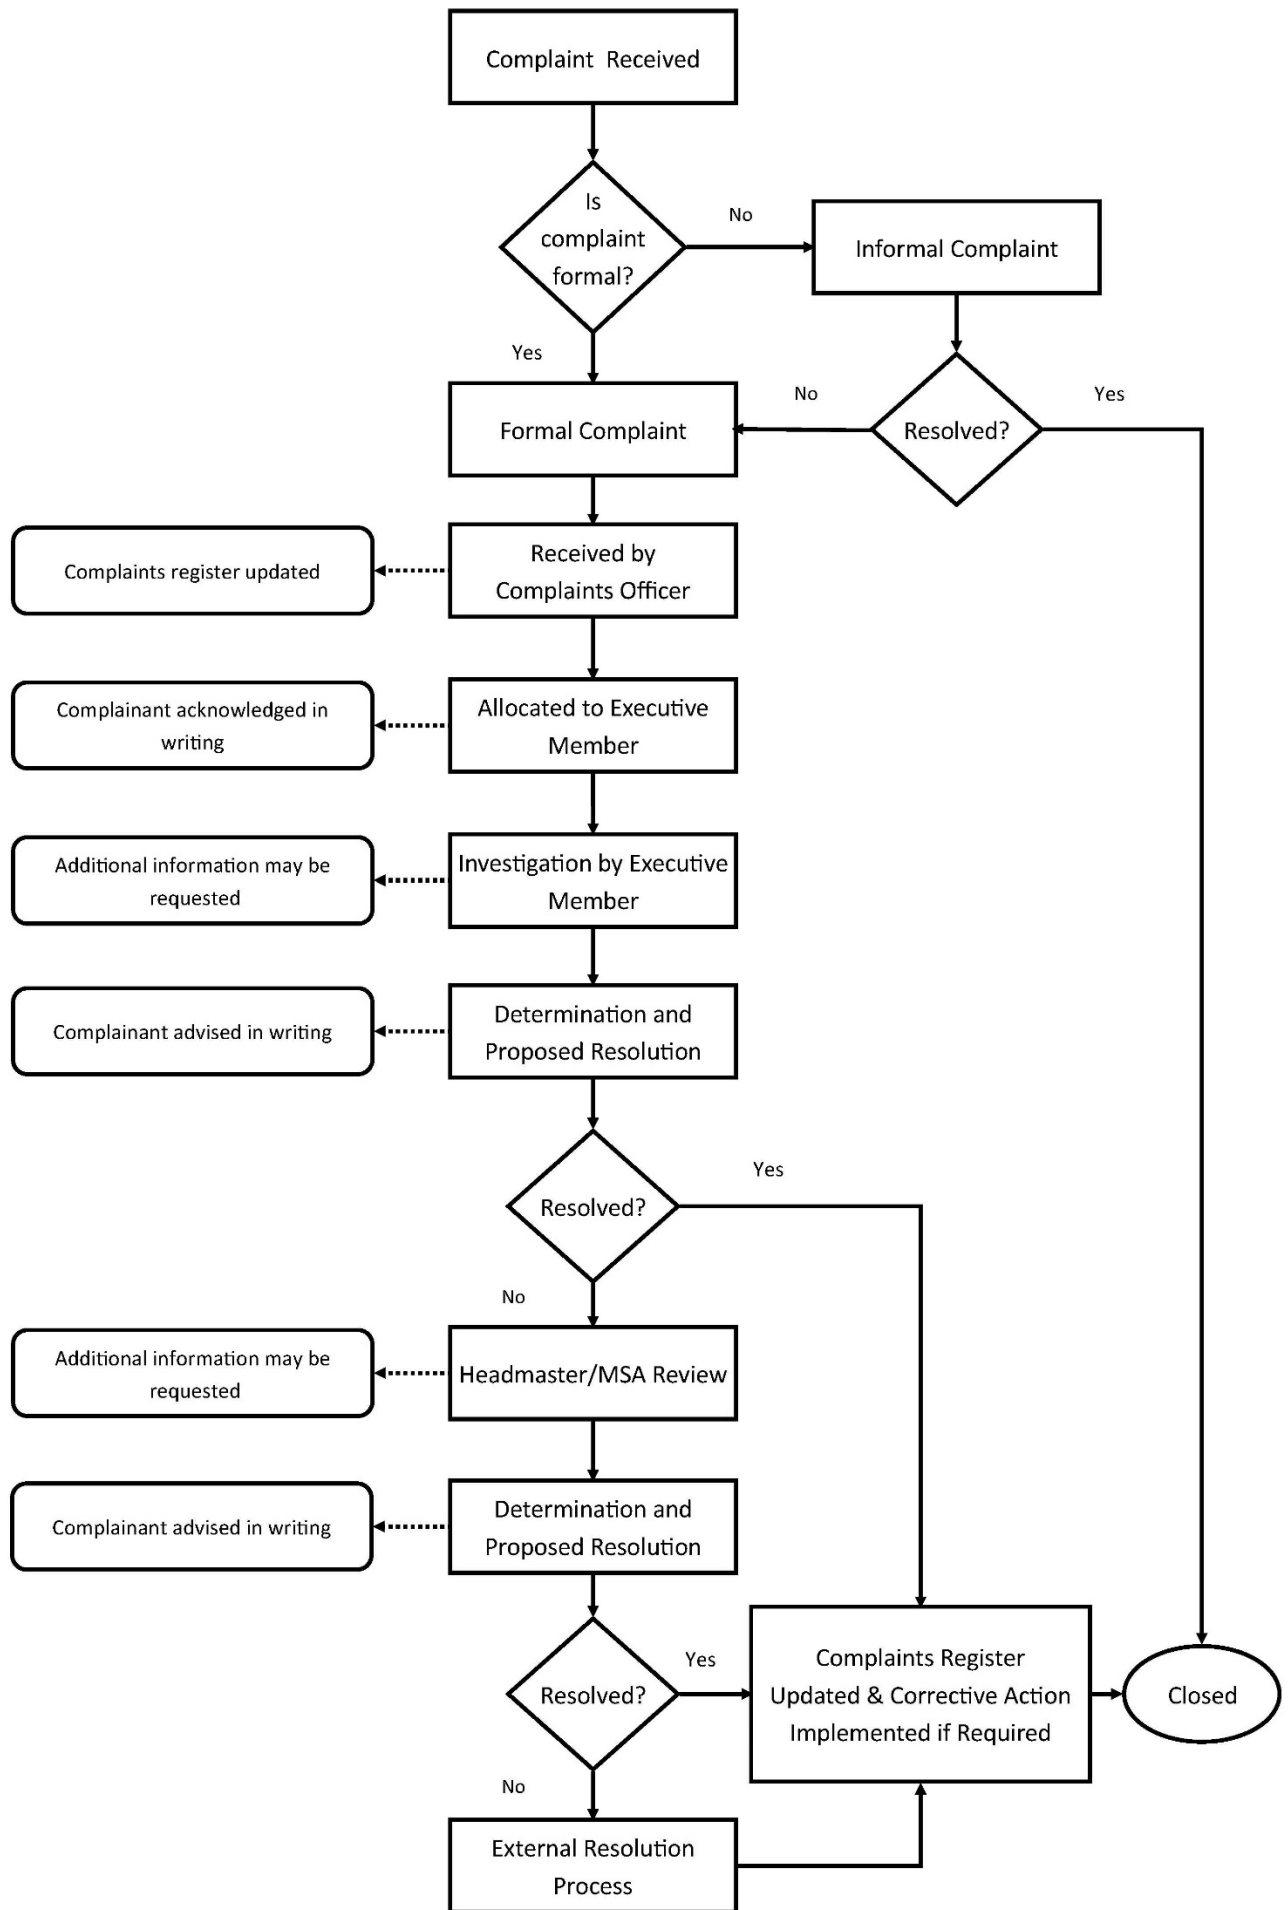 Complaint Received
Is
complaint
formal?
No
Informal Complaint
Yes
Formal Complaint
No
Resolved?
Yes
Complaints register updated
Received by
Complaints Officer
Complainant acknowledged in
writing
Allocated to Executive
Member
Additional information may be
requested
Investigation by Executive
Member
Complainant advised in writing
Determination and
Proposed Resolution
Resolved?
Yes
No
Additional information may be
requested
Headmaster/MSA Review
Complainant advised in writing
Determination and
Proposed Resolution
Resolved?
Yes
Complaints Register
Updated & Corrective Action
Implemented if Required
Closed
No
External Resolution
Process